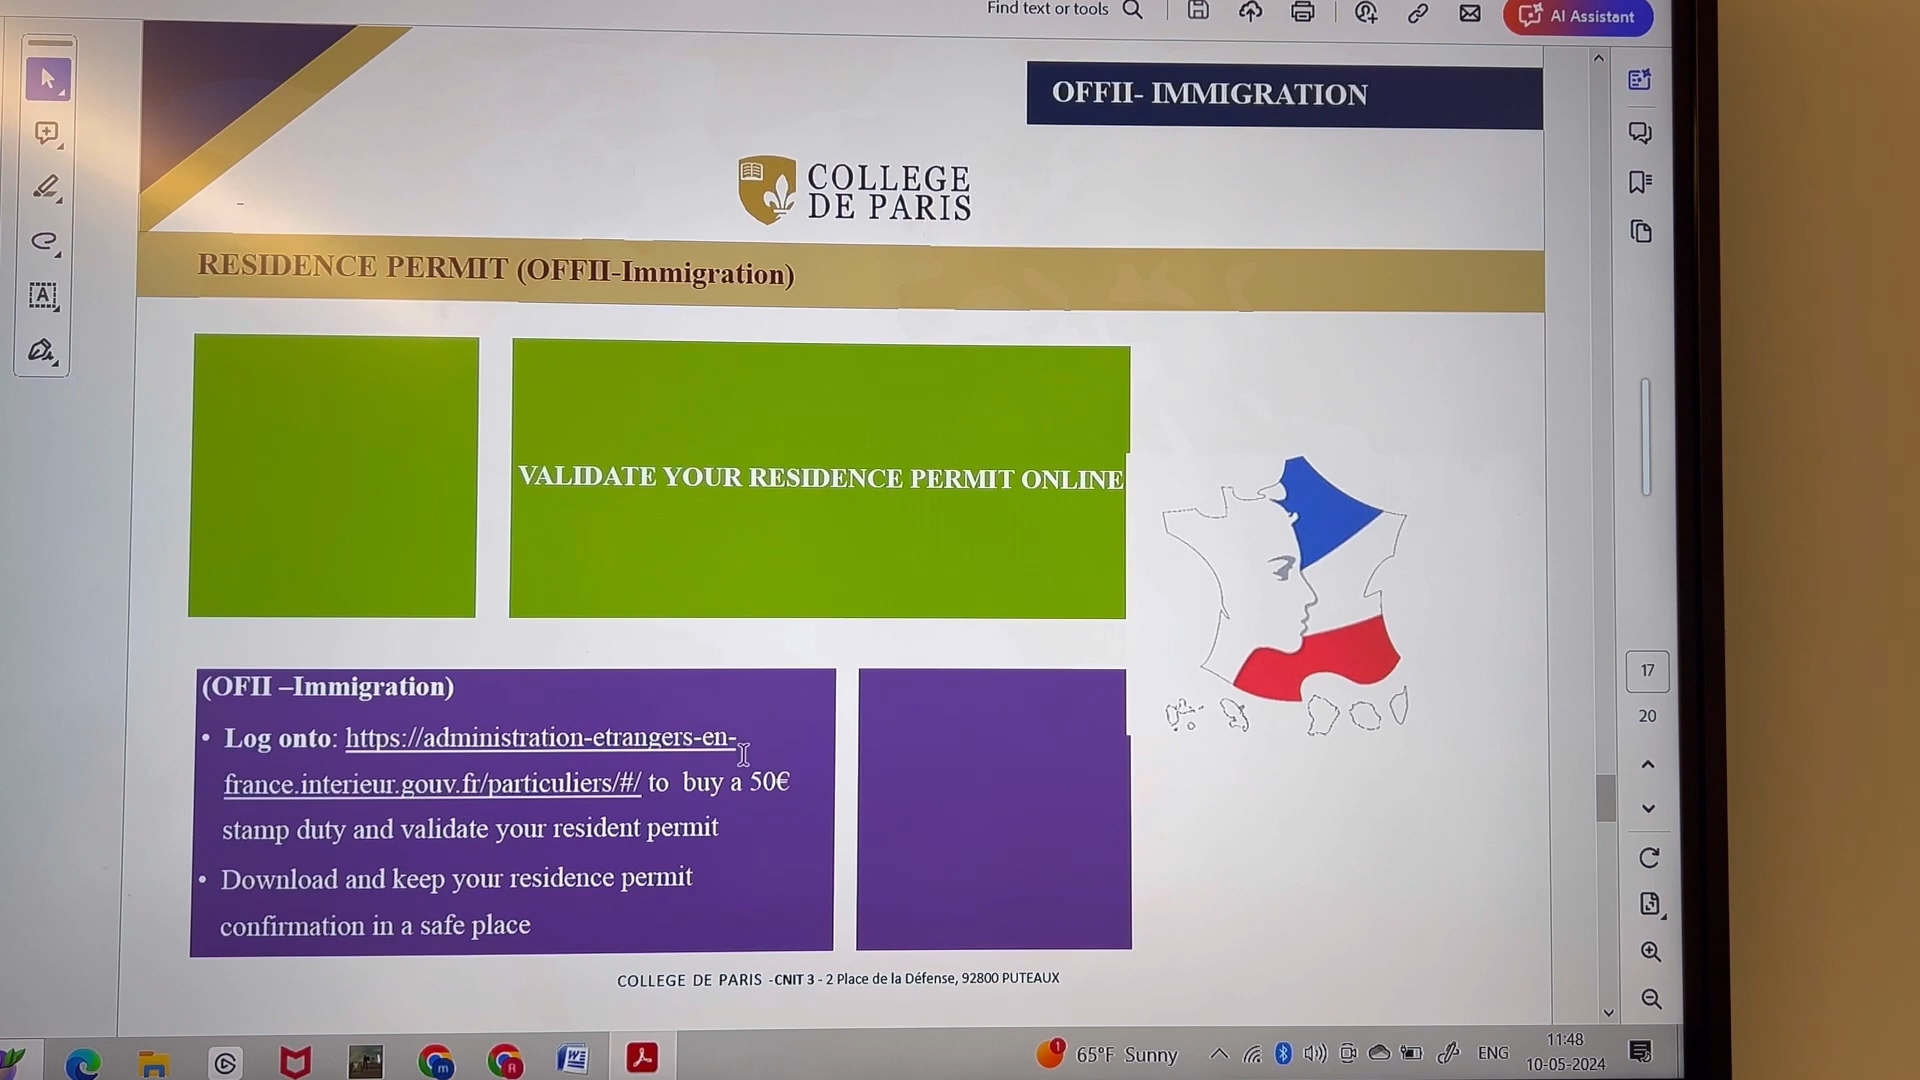 Find text or tools
AI Assistant
OFFII- IMMIGRATION
COLLEGE
DE PARIS
RESIDENCE PERMIT (OFFII-Immigration)
VALIDATE YOUR RESIDENCE PERMIT ONLINE
(OFII –Immigration)
• Log onto: https://administration-etrangers-en-
france.interieur.gouv.fr/particuliers/#/ to buy a 50€
stamp duty and validate your resident permit
• Download and keep your residence permit
confirmation in a safe place
COLLEGE DE PARIS -CNIT 3 - 2 Place de la Défense, 92800 PUTEAUX
17
20
1
65°F Sunny
ENG
11:48
10-05-2024